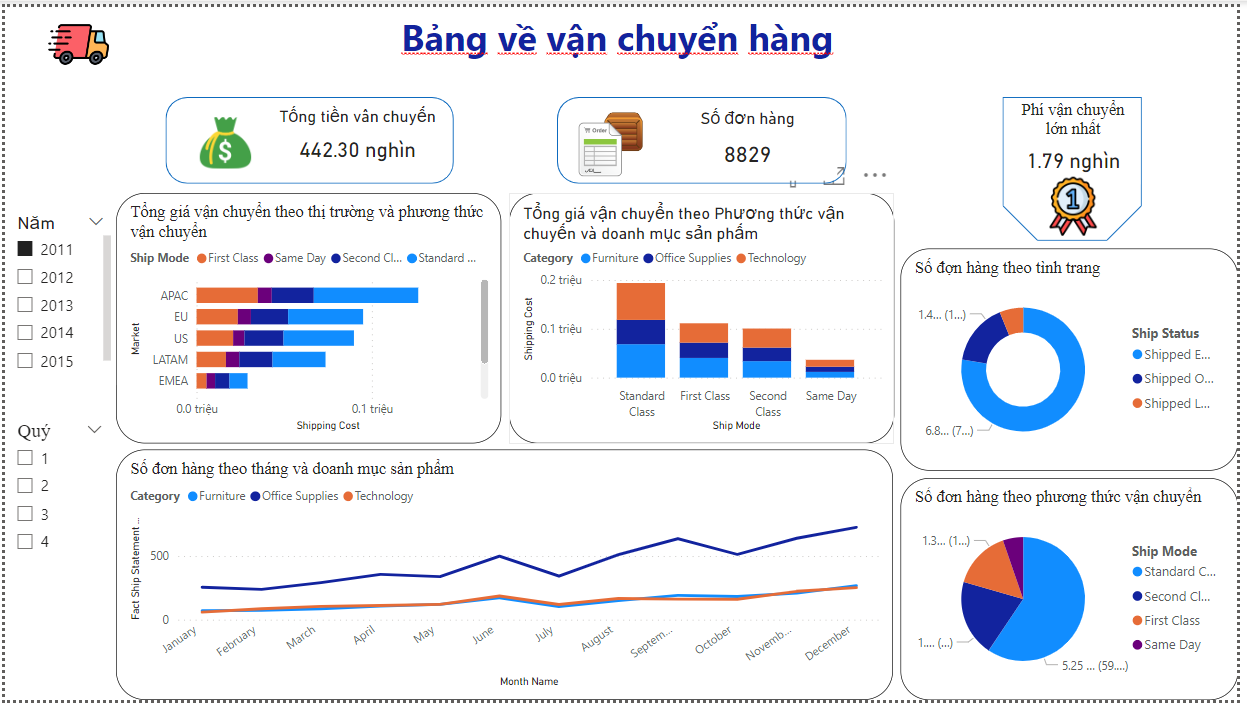 Bảng về vận chuyển hàng
Tổng tiền vân chuyển
442.30 nghìn
Số đơn hàng
8829
Phí vận chuyển
lớn nhất
1.79 nghìn
1
Order
Năm
2011
2012
2013
2014
2015
Quý
1
2
3
4
Tổng giá vận chuyển theo thị trường và phương thức
vận chuyển
Ship Mode First Class Same Day Second Cl... Standard ...
Market
APAC
EU
US
LATAM
EMEA
0.0 triệu 0.1 triệu
Shipping Cost
Tổng giá vận chuyển theo Phương thức vận
chuyển và doanh mục sản phẩm
Category Furniture Office Supplies Technology
Shipping Cost
0.2 triệu
0.1 triệu
0.0 triệu
Standard Class First Class Second Class Same Day
Ship Mode
Số đợn hàng theo tình trang
1.4... (1...)
6.8... (7...)
Ship Status
Shipped E...
Shipped O...
Shipped L...
Số đơn hàng theo tháng và doanh mục sản phẩm
Category Furniture Office Supplies Technology
Fact Ship Statement ...
500
0
January February March April May June July August Septem... October Novemb... December
Month Name
Số đơn hàng theo phương thức vận chuyển
1.3... (1...)
1.... (...)
5.25 ... (59....)
Ship Mode
Standard C...
Second Cl...
First Class
Same Day